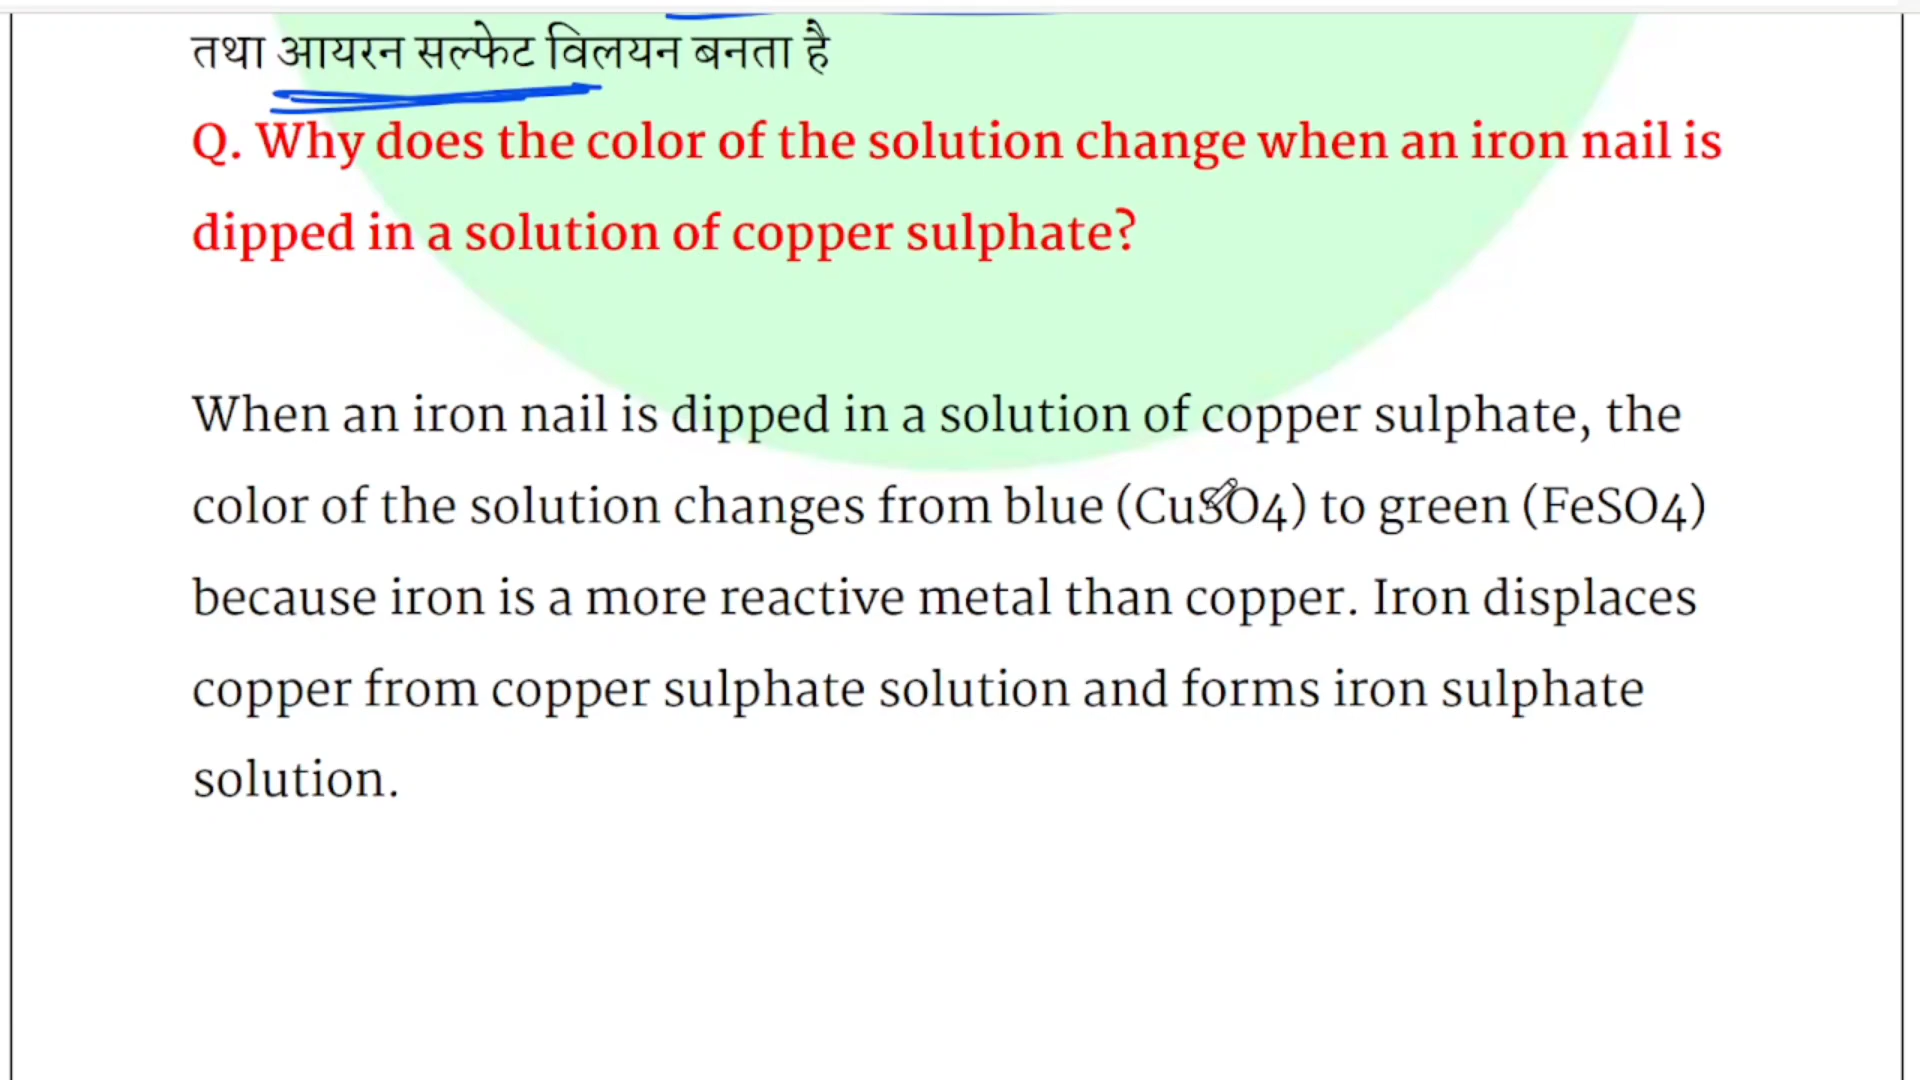 तथा आयरन सल्फेट विलयन बनता है
Q. Why does the color of the solution change when an iron nail is
dipped in a solution of copper sulphate?
When an iron nail is dipped in a solution of copper sulphate, the
color of the solution changes from blue (CuSO4) to green (FeSO4)
because iron is a more reactive metal than copper. Iron displaces
copper from copper sulphate solution and forms iron sulphate
solution.